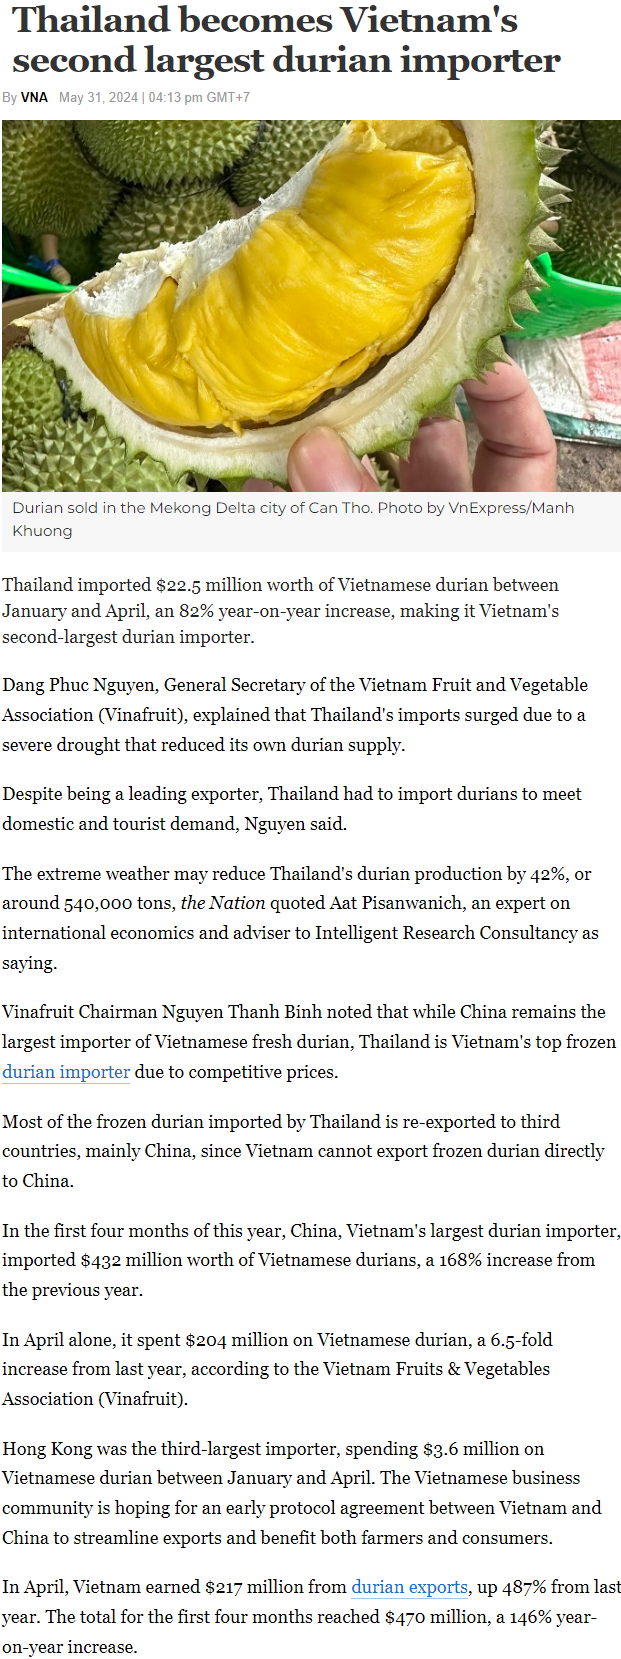 Thailand becomes Vietnam's
second largest durian importer
By VNA May 31, 2024 | 04:13 pm GMT+7
Durian sold in the Mekong Delta city of Can Tho. Photo by VnExpress/Manh
Khuong
Thailand imported $22.5 million worth of Vietnamese durian between
January and April, an 82% year-on-year increase, making it Vietnam's
second-largest durian importer.
Dang Phuc Nguyen, General Secretary of the Vietnam Fruit and Vegetable
Association (Vinafruit), explained that Thailand's imports surged due to a
severe drought that reduced its own durian supply.
Despite being a leading exporter, Thailand had to import durians to meet
domestic and tourist demand, Nguyen said.
The extreme weather may reduce Thailand's durian production by 42%, or
around 540,000 tons, the Nation quoted Aat Pisanwanich, an expert on
international economics and adviser to Intelligent Research Consultancy as
saying.
Vinafruit Chairman Nguyen Thanh Binh noted that while China remains the
largest importer of Vietnamese fresh durian, Thailand is Vietnam's top frozen
durian importer due to competitive prices.
Most of the frozen durian imported by Thailand is re-exported to third
countries, mainly China, since Vietnam cannot export frozen durian directly
to China.
In the first four months of this year, China, Vietnam's largest durian importer,
imported $432 million worth of Vietnamese durians, a 168% increase from
the previous year.
In April alone, it spent $204 million on Vietnamese durian, a 6.5-fold
increase from last year, according to the Vietnam Fruits & Vegetables
Association (Vinafruit).
Hong Kong was the third-largest importer, spending $3.6 million on
Vietnamese durian between January and April. The Vietnamese business
community is hoping for an early protocol agreement between Vietnam and
China to streamline exports and benefit both farmers and consumers.
In April, Vietnam earned $217 million from durian exports, up 487% from last
year. The total for the first four months reached $470 million, a 146% year-
on-year increase.